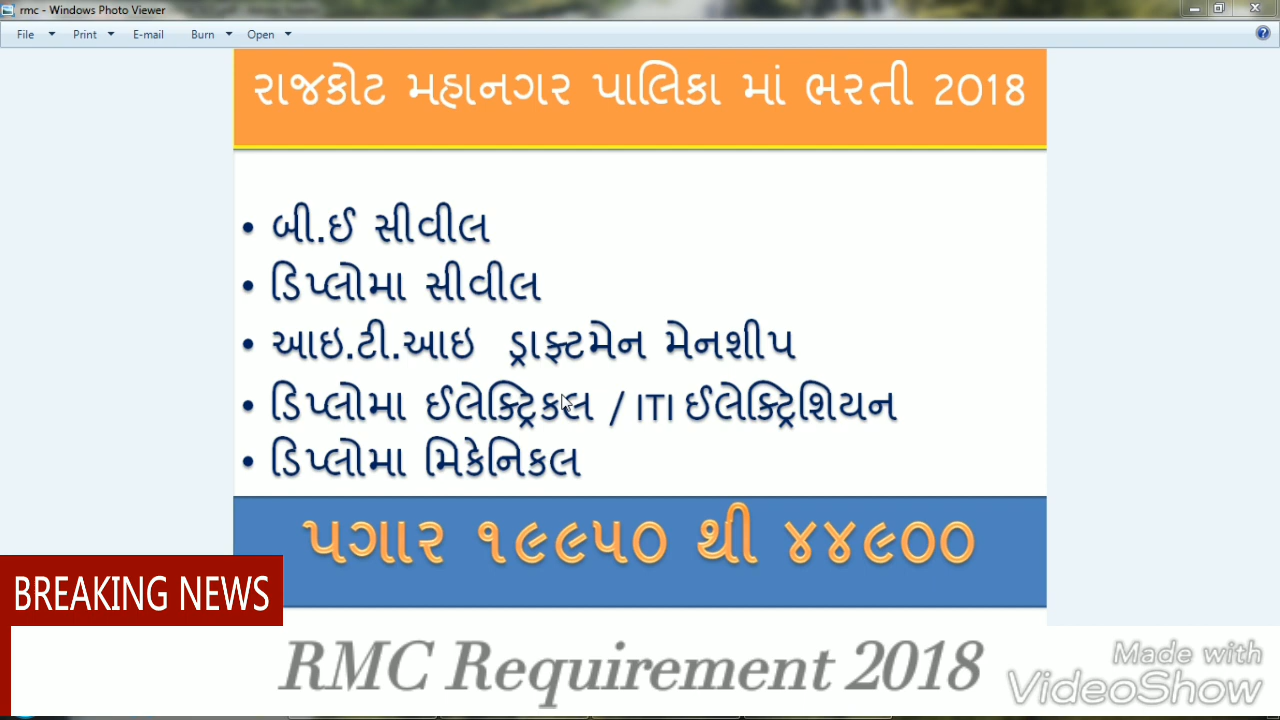 rmc - Windows Photo Viewer
File Print E-mail Burn Open
રાજકોટ મહાનગર પાલિકા માં ભરતી 2018
• બી.ઈ સીવીલ
• ડિપ્લોમા સીવીલ
• આઇ.ટી.આઇ ડ્રાફ્ટમેન મેનશીપ
• ડિપ્લોમા ઈલેક્ટ્રિકલ / ITI ઈલેક્ટ્રિશિયન
• ડિપ્લોમા મિકેનિકલ
પગાર ૧૯૯૫૦ થી ૪૪૯૦૦
BREAKING NEWS
RMC Requirement 2018
Made with
VideoShow